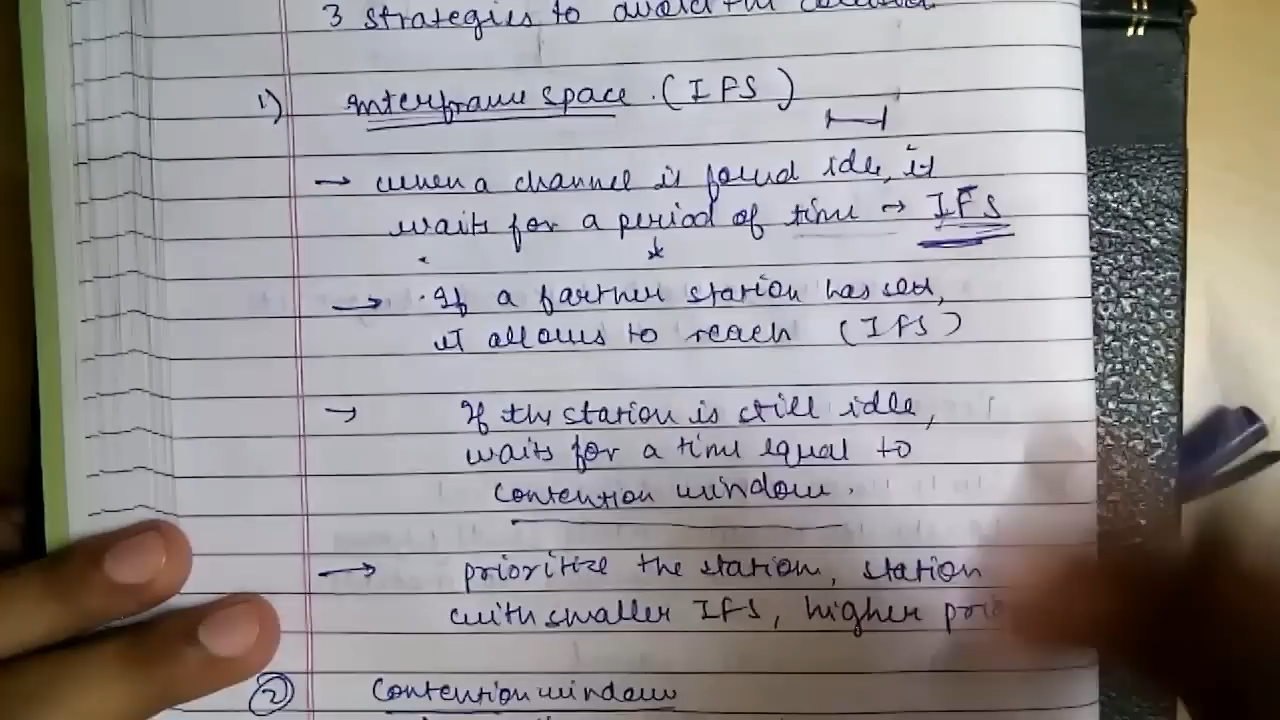 3 strategies to avoid the
1) Interframe space. (IFS)
→ when a channel is found idle, it
waits for a period of time → IFS
→ .If a farther station has sent,
it allows to reach (IFS)
→ If the station is still idle,
waits for a time equal to
contention window.
→ prioritize the station, station
with smaller IFS, higher
② Contention window